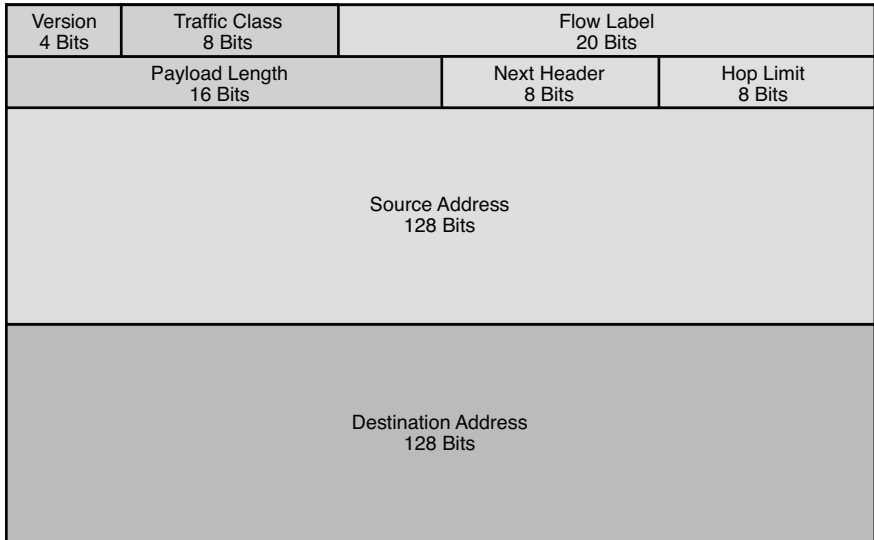 Version
4 Bits
Traffic Class
8 Bits
Flow Label
20 Bits
Payload Length
16 Bits
Next Header
8 Bits
Hop Limit
8 Bits
Source Address
128 Bits
Destination Address
128 Bits